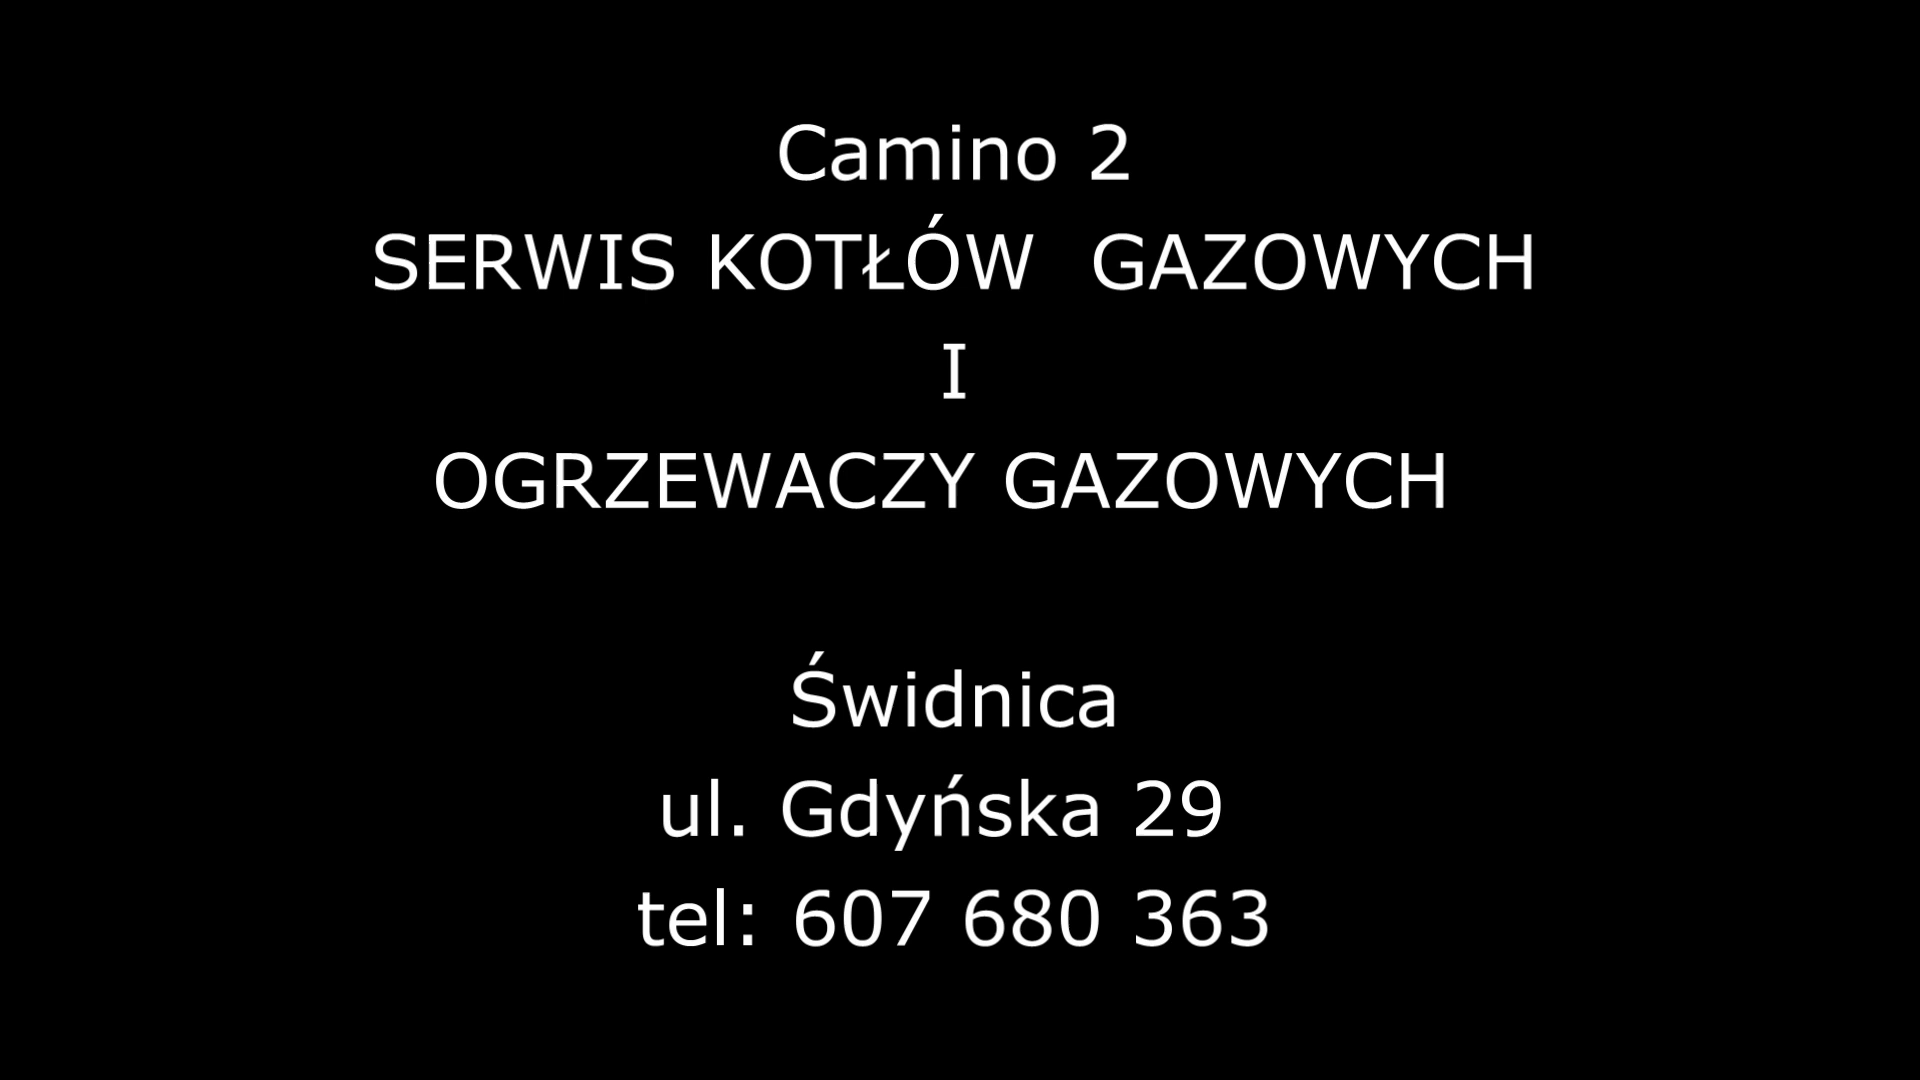 Camino 2
SERWIS KOTŁÓW  GAZOWYCH
I
OGRZEWACZY GAZOWYCH
Świdnica
ul. Gdyńska 29
tel: 607 680 363